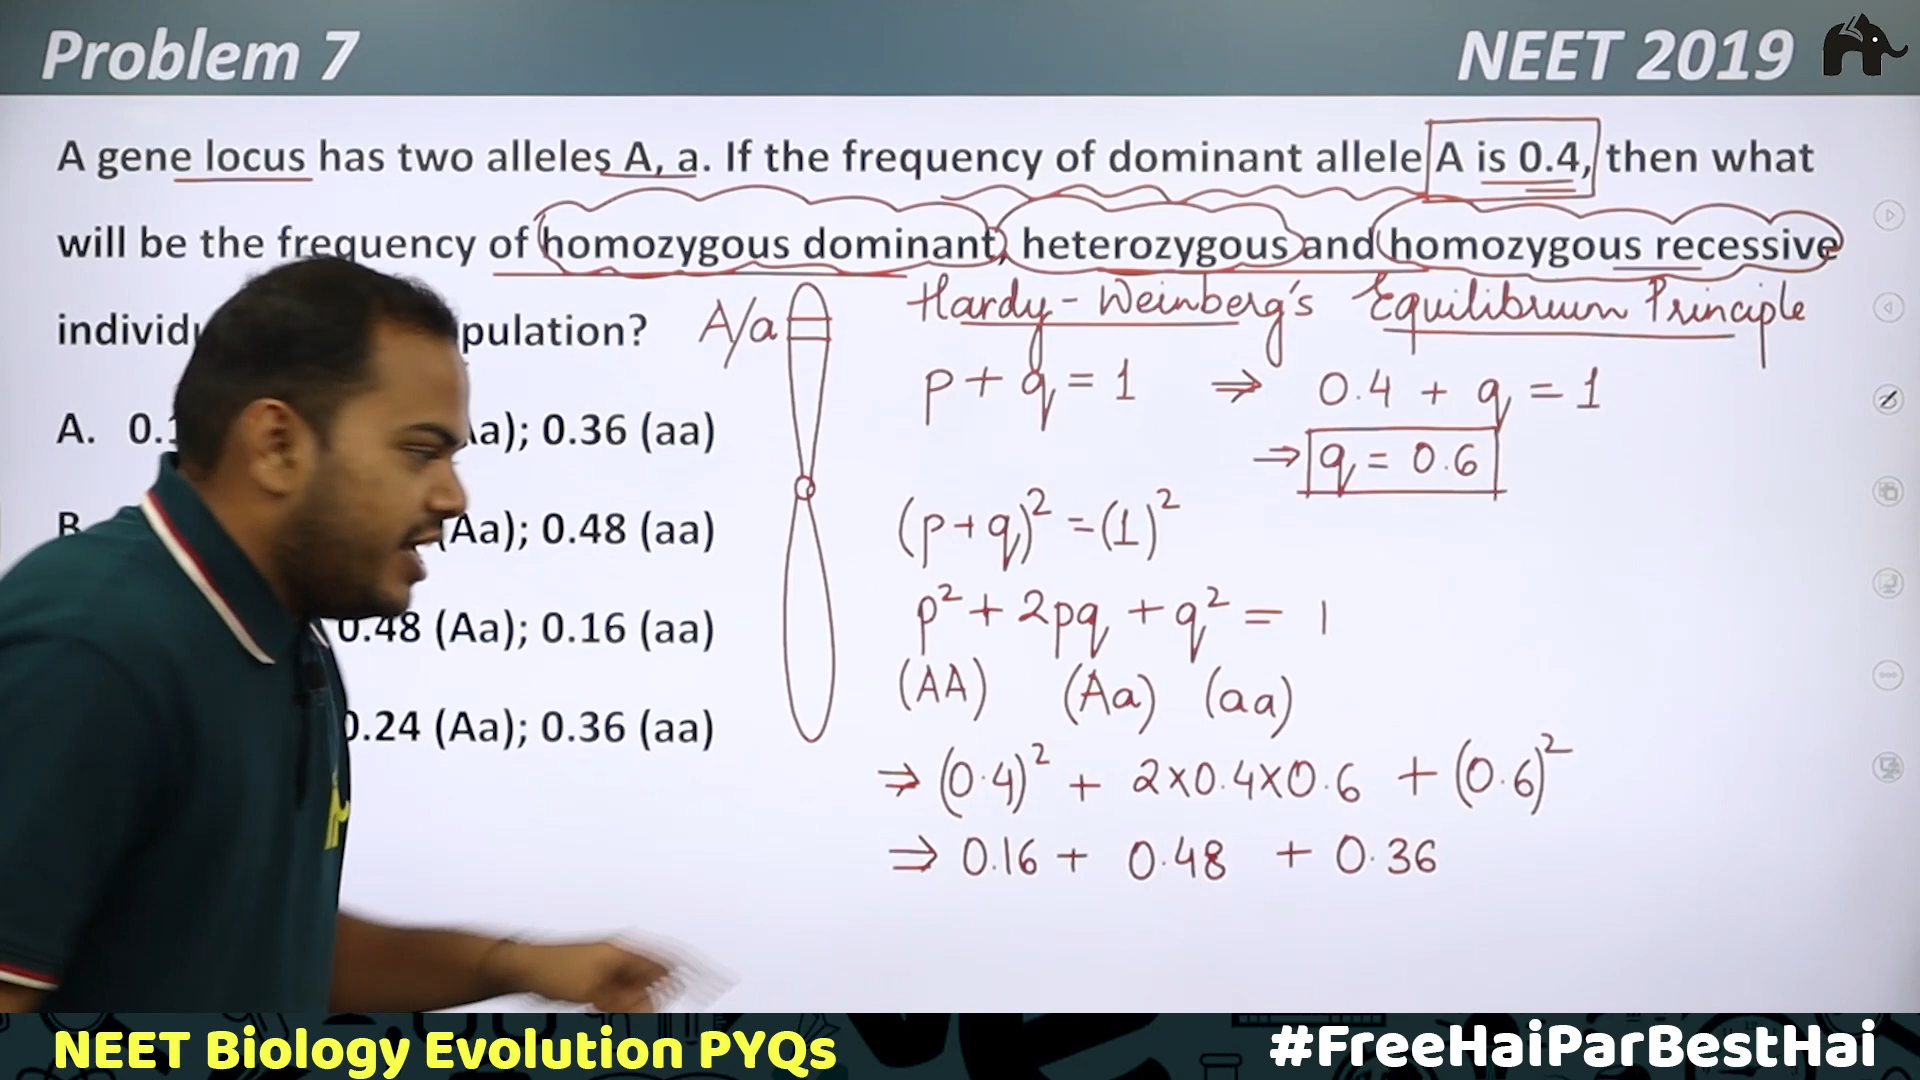 Problem 7
NEET 2019
A gene locus has two alleles A, a. If the frequency of dominant allele A is 0.4, then what
will be the frequency of homozygous dominant, heterozygous and homozygous recessive
pulation?
A/a
Hardy - Weinberg's Equilibrium Principle
p + q = 1 ⇒ 0.4 + q = 1
⇒ q = 0.6
A. a); 0.36 (aa)
(Aa); 0.48 (aa)
0.48 (Aa); 0.16 (aa)
0.24 (Aa); 0.36 (aa)
(p+q)² = (1)²
p² + 2pq + q² = 1
(AA) (Aa) (aa)
⇒ (0.4)² + 2×0.4×0.6 + (0.6)²
⇒ 0.16 + 0.48 + 0.36
NEET Biology Evolution PYQs
#FreeHaiParBestHai